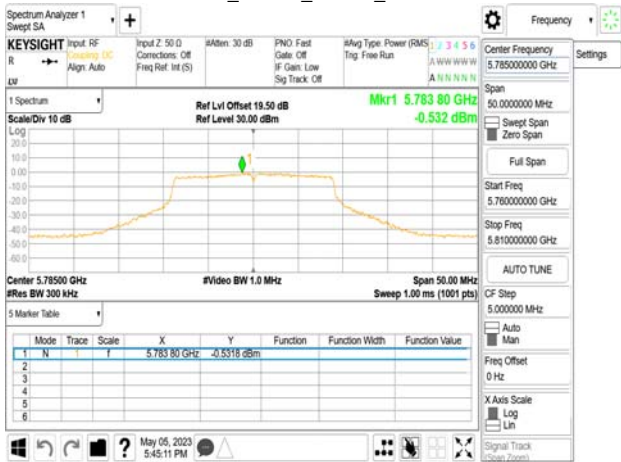 Spectrum Analyzer 1
Swept SA
+
Frequency
KEYSIGHT
R
Input: RF
Coupling: DC
Align: Auto
Input Z: 50 Ω
Corrections: Off
Freq Ref: Int (S)
#Atten: 30 dB
PNO: Fast
Gate: Off
IF Gain: Low
Sig Track: Off
#Avg Type: Power (RMS
Trig: Free Run
1 2 3 4 5 6
A W W W W W
A N N N N N
Center Frequency
5.785000000 GHz
Settings
Span
50.0000000 MHz
Swept Span
Zero Span
Full Span
Start Freq
5.760000000 GHz
Stop Freq
5.810000000 GHz
AUTO TUNE
CF Step
5.000000 MHz
Auto
Man
Freq Offset
0 Hz
X Axis Scale
Log
Lin
Signal Track
(Span Zoom)
1 Spectrum
Scale/Div 10 dB
Ref Lvl Offset 19.50 dB
Ref Level 30.00 dBm
Mkr1 5.783 80 GHz
-0.532 dBm
Log
20.0
10.0
0.00
-10.0
-20.0
-30.0
-40.0
-50.0
-60.0
1
Center 5.78500 GHz
#Res BW 300 kHz
#Video BW 1.0 MHz
Span 50.00 MHz
Sweep 1.00 ms (1001 pts)
5 Marker Table
Mode Trace Scale X Y Function Function Width Function Value
1 N 1 f 5.783 80 GHz -0.5318 dBm
2
3
4
5
6
?
May 05, 2023
5:45:11 PM